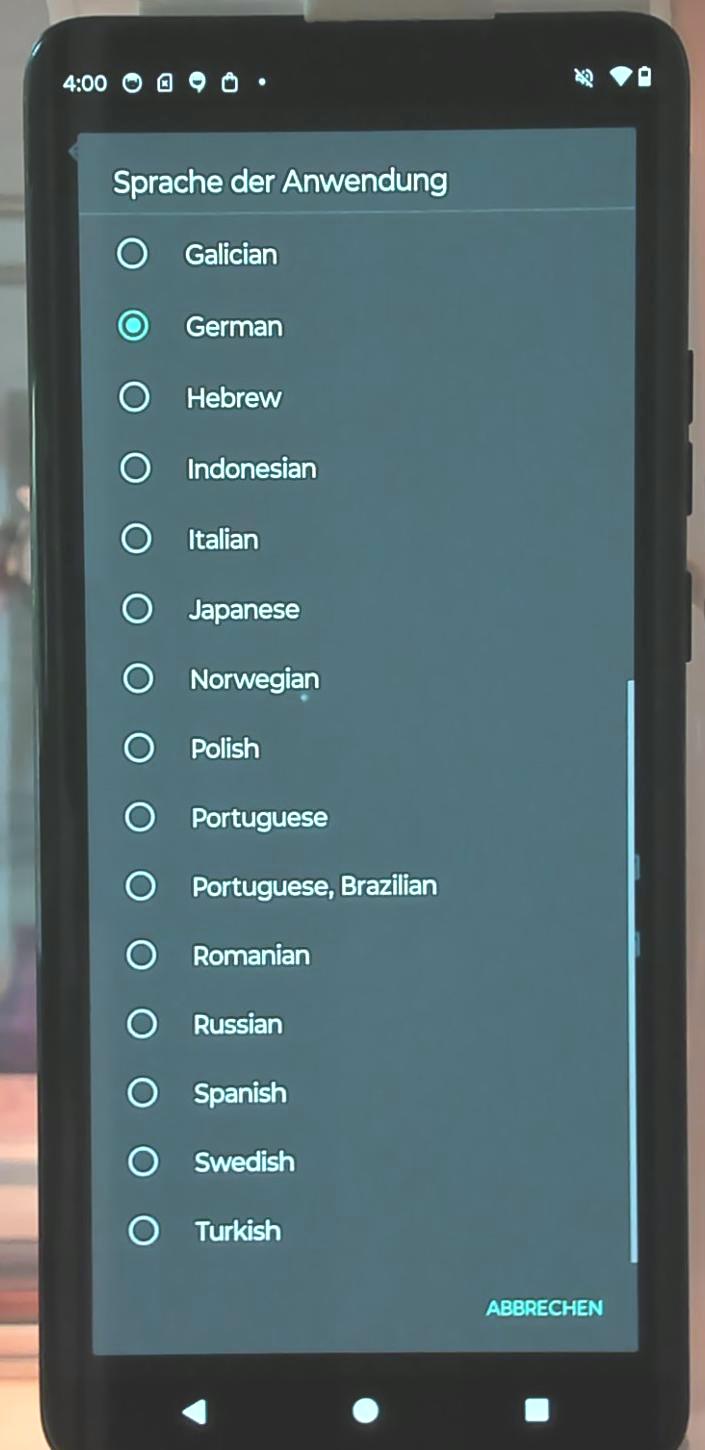 4:00
Sprache der Anwendung
Galician
German
Hebrew
Indonesian
Italian
Japanese
Norwegian
Polish
Portuguese
Portuguese, Brazilian
Romanian
Russian
Spanish
Swedish
Turkish
ABBRECHEN